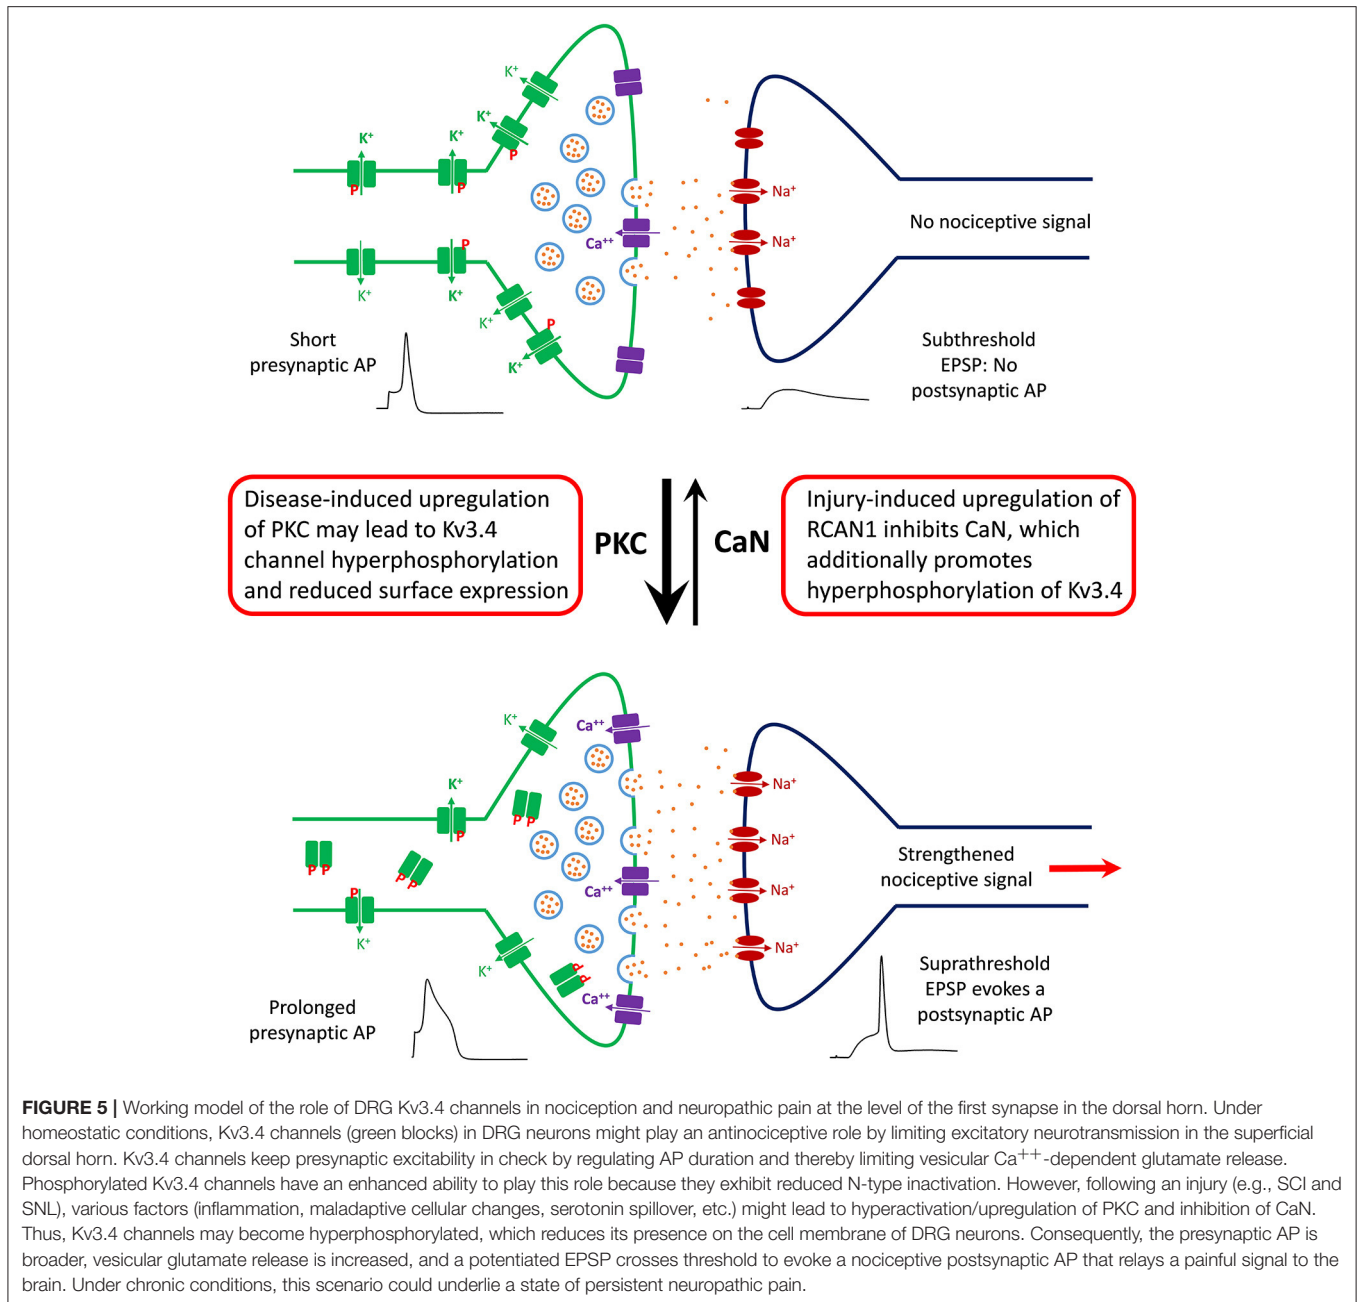 K+
K+
K+
K+
P
P
P
Na+
Ca++
Na+
No nociceptive signal
P
K+
K+
K+
P
K+
Short
presynaptic AP
Subthreshold
EPSP: No
postsynaptic AP
Disease-induced upregulation
of PKC may lead to Kv3.4
channel hyperphosphorylation
and reduced surface expression
PKC
CaN
Injury-induced upregulation of
RCAN1 inhibits CaN, which
additionally promotes
hyperphosphorylation of Kv3.4
K+
Ca++
K+
Na+
P P
P
Na+
P P
P P
Strengthened
nociceptive signal
P
Ca++
Na+
K+
K+
Na+
P P
Ca++
Prolonged
presynaptic AP
Suprathreshold
EPSP evokes a
postsynaptic AP
FIGURE 5 | Working model of the role of DRG Kv3.4 channels in nociception and neuropathic pain at the level of the first synapse in the dorsal horn. Under
homeostatic conditions, Kv3.4 channels (green blocks) in DRG neurons might play an antinociceptive role by limiting excitatory neurotransmission in the superficial
dorsal horn. Kv3.4 channels keep presynaptic excitability in check by regulating AP duration and thereby limiting vesicular Ca++-dependent glutamate release.
Phosphorylated Kv3.4 channels have an enhanced ability to play this role because they exhibit reduced N-type inactivation. However, following an injury (e.g., SCI and
SNL), various factors (inflammation, maladaptive cellular changes, serotonin spillover, etc.) might lead to hyperactivation/upregulation of PKC and inhibition of CaN.
Thus, Kv3.4 channels may become hyperphosphorylated, which reduces its presence on the cell membrane of DRG neurons. Consequently, the presynaptic AP is
broader, vesicular glutamate release is increased, and a potentiated EPSP crosses threshold to evoke a nociceptive postsynaptic AP that relays a painful signal to the
brain. Under chronic conditions, this scenario could underlie a state of persistent neuropathic pain.